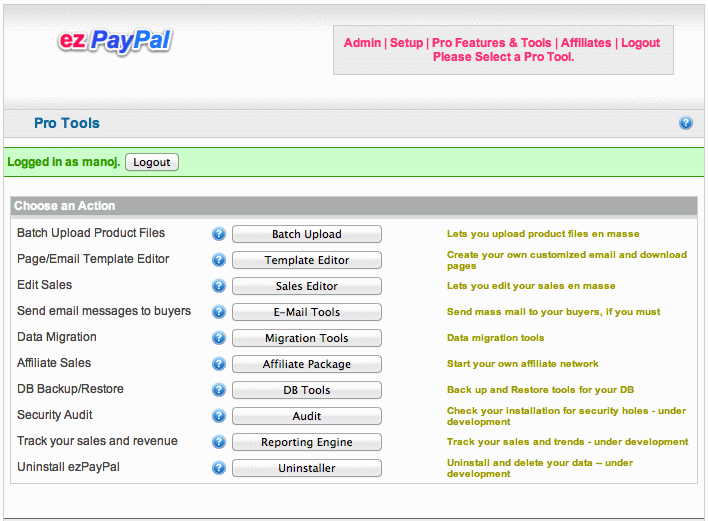 ez PayPal
Admin | Setup | Pro Features & Tools | Affiliates | Logout
Please Select a Pro Tool.
Pro Tools
?
Logged in as manoj. Logout
Choose an Action
Batch Upload Product Files ? Batch Upload Lets you upload product files en masse
Page/Email Template Editor ? Template Editor Create your own customized email and download
pages
Edit Sales ? Sales Editor Lets you edit your sales en masse
Send email messages to buyers ? E-Mail Tools Send mass mail to your buyers, if you must
Data Migration ? Migration Tools Data migration tools
Affiliate Sales ? Affiliate Package Start your own affiliate network
DB Backup/Restore ? DB Tools Back up and Restore tools for your DB
Security Audit ? Audit Check your installation for security holes - under
development
Track your sales and revenue ? Reporting Engine Track your sales and trends - under development
Uninstall ezPayPal ? Uninstaller Uninstall and delete your data -- under
development